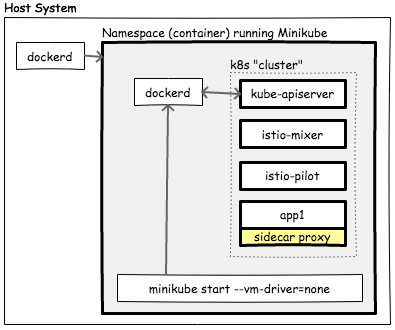 Host System
Namespace (container) running Minikube
dockerd
k8s "cluster"
dockerd
kube-apiserver
istio-mixer
istio-pilot
app1
sidecar proxy
minikube start --vm-driver=none